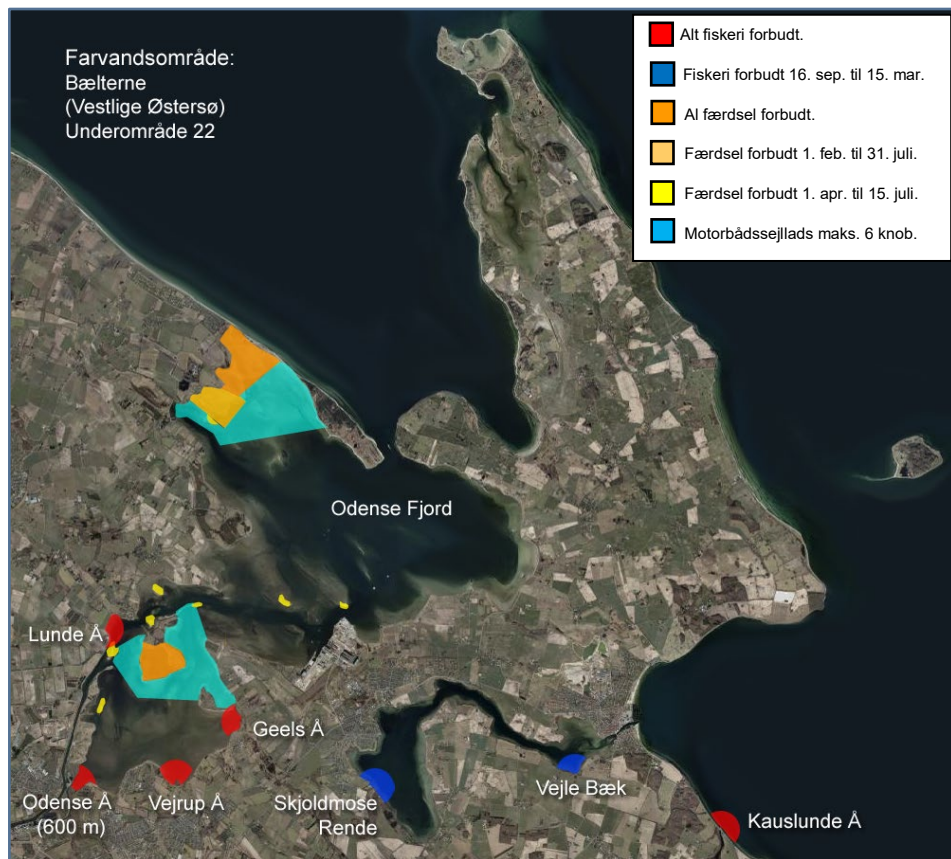 Farvandsområde:
Bælterne
(Vestlige Østersø)
Underområde 22
Alt fiskeri forbudt.
Fiskeri forbudt 16. sep. til 15. mar.
Al færdsel forbudt.
Færdsel forbudt 1. feb. til 31. juli.
Færdsel forbudt 1. apr. til 15. juli.
Motorbådssejllads maks. 6 knob.
Odense Fjord
Lunde Å
Geels Å
Odense Å
(600 m)
Vejrup Å
Skjoldmose
Rende
Vejle Bæk
Kauslunde Å